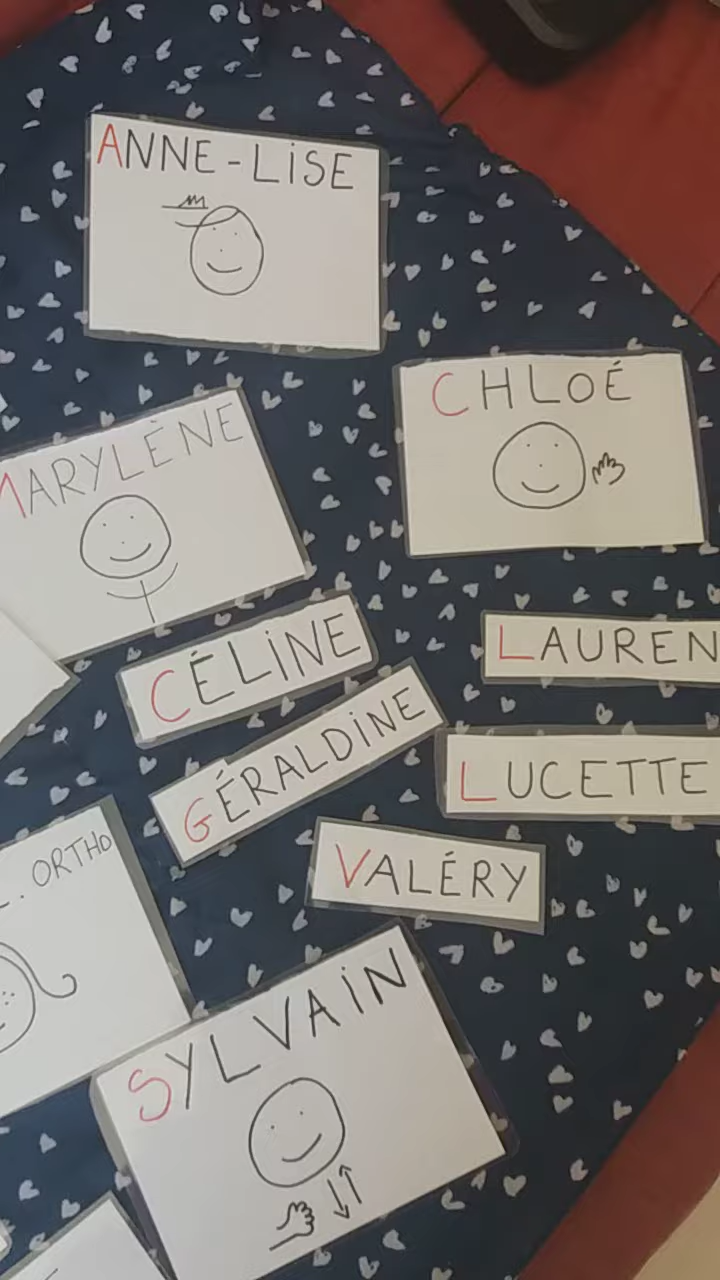 ANNE-LISE
CHLOÉ
MARYLÈNE
CÉLINE
LAUREN
GÉRALDINE
LUCETTE
VALÉRY
. ORTHO
SYLVAIN